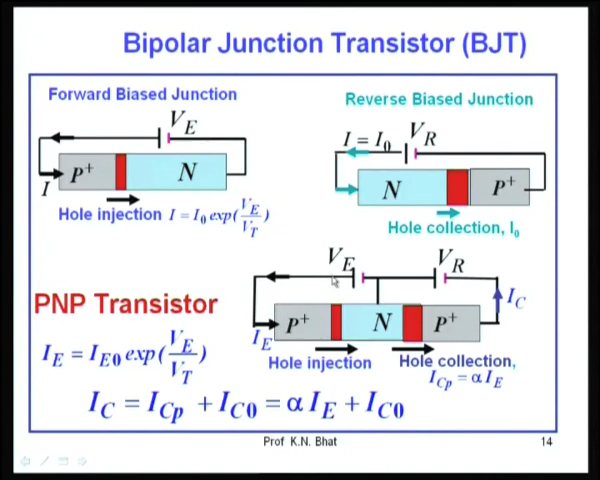 Bipolar Junction Transistor (BJT)
Forward Biased Junction
V_E
P⁺ N
I
Hole injection I = I_0 exp(V_E/V_T)
Reverse Biased Junction
I = I_0 V_R
N P⁺
Hole collection, I_0
PNP Transistor
V_E V_R
I_C
P⁺ N P⁺
I_E
Hole injection
Hole collection,
I_Cp = αI_E
I_E = I_E0 exp(V_E/V_T)
I_C = I_Cp + I_C0 = αI_E + I_C0
Prof K.N. Bhat 14